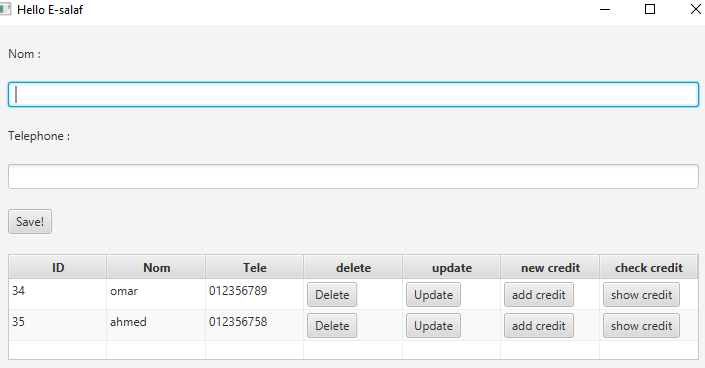 Hello E-salaf
Nom :
Telephone :
Save!
ID Nom Tele delete update new credit check credit
34 omar 012356789 Delete Update add credit show credit
35 ahmed 012356758 Delete Update add credit show credit